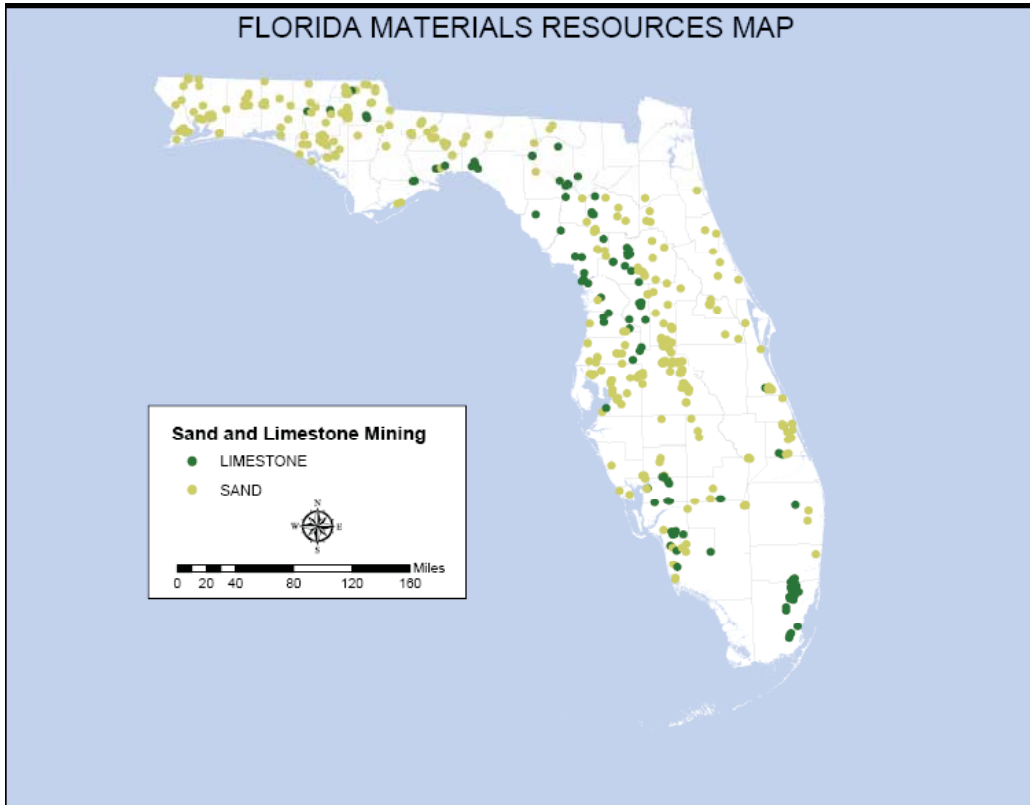 FLORIDA MATERIALS RESOURCES MAP
Sand and Limestone Mining
LIMESTONE
SAND
N
W E
S
Miles
0 20 40 80 120 160